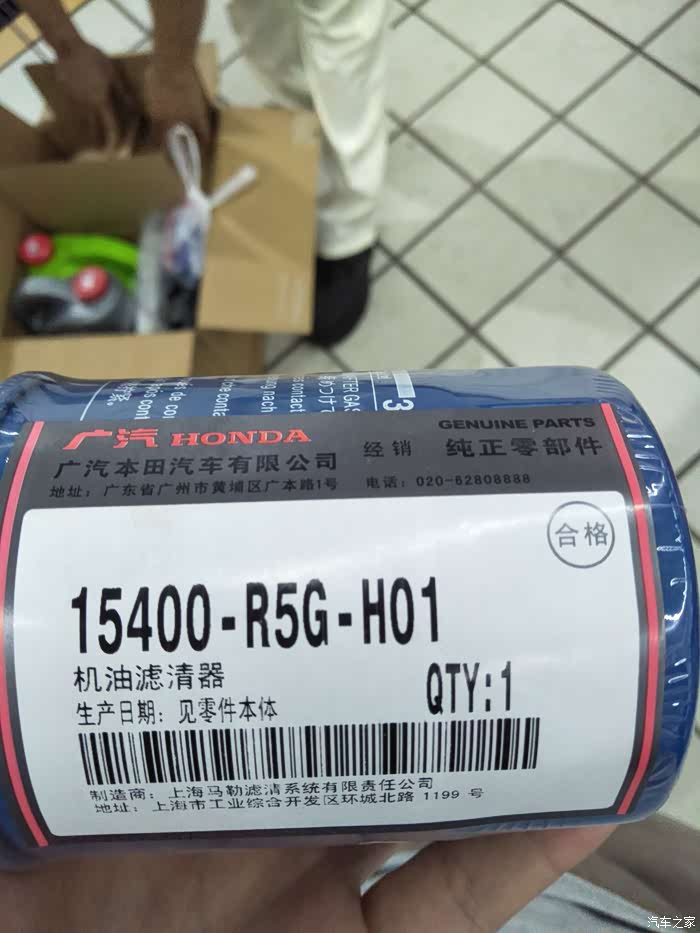 3
广汽 HONDA
GENUINE PARTS
广汽本田汽车有限公司 经销 纯正零部件
地址：广东省广州市黄埔区广本路1号 电话：020-62808888
合格
15400-R5G-H01
机油滤清器
QTY:1
生产日期：见零件本体
制造商：上海马勒滤清系统有限责任公司
地址：上海市工业综合开发区环城北路 1199 号
汽车之家